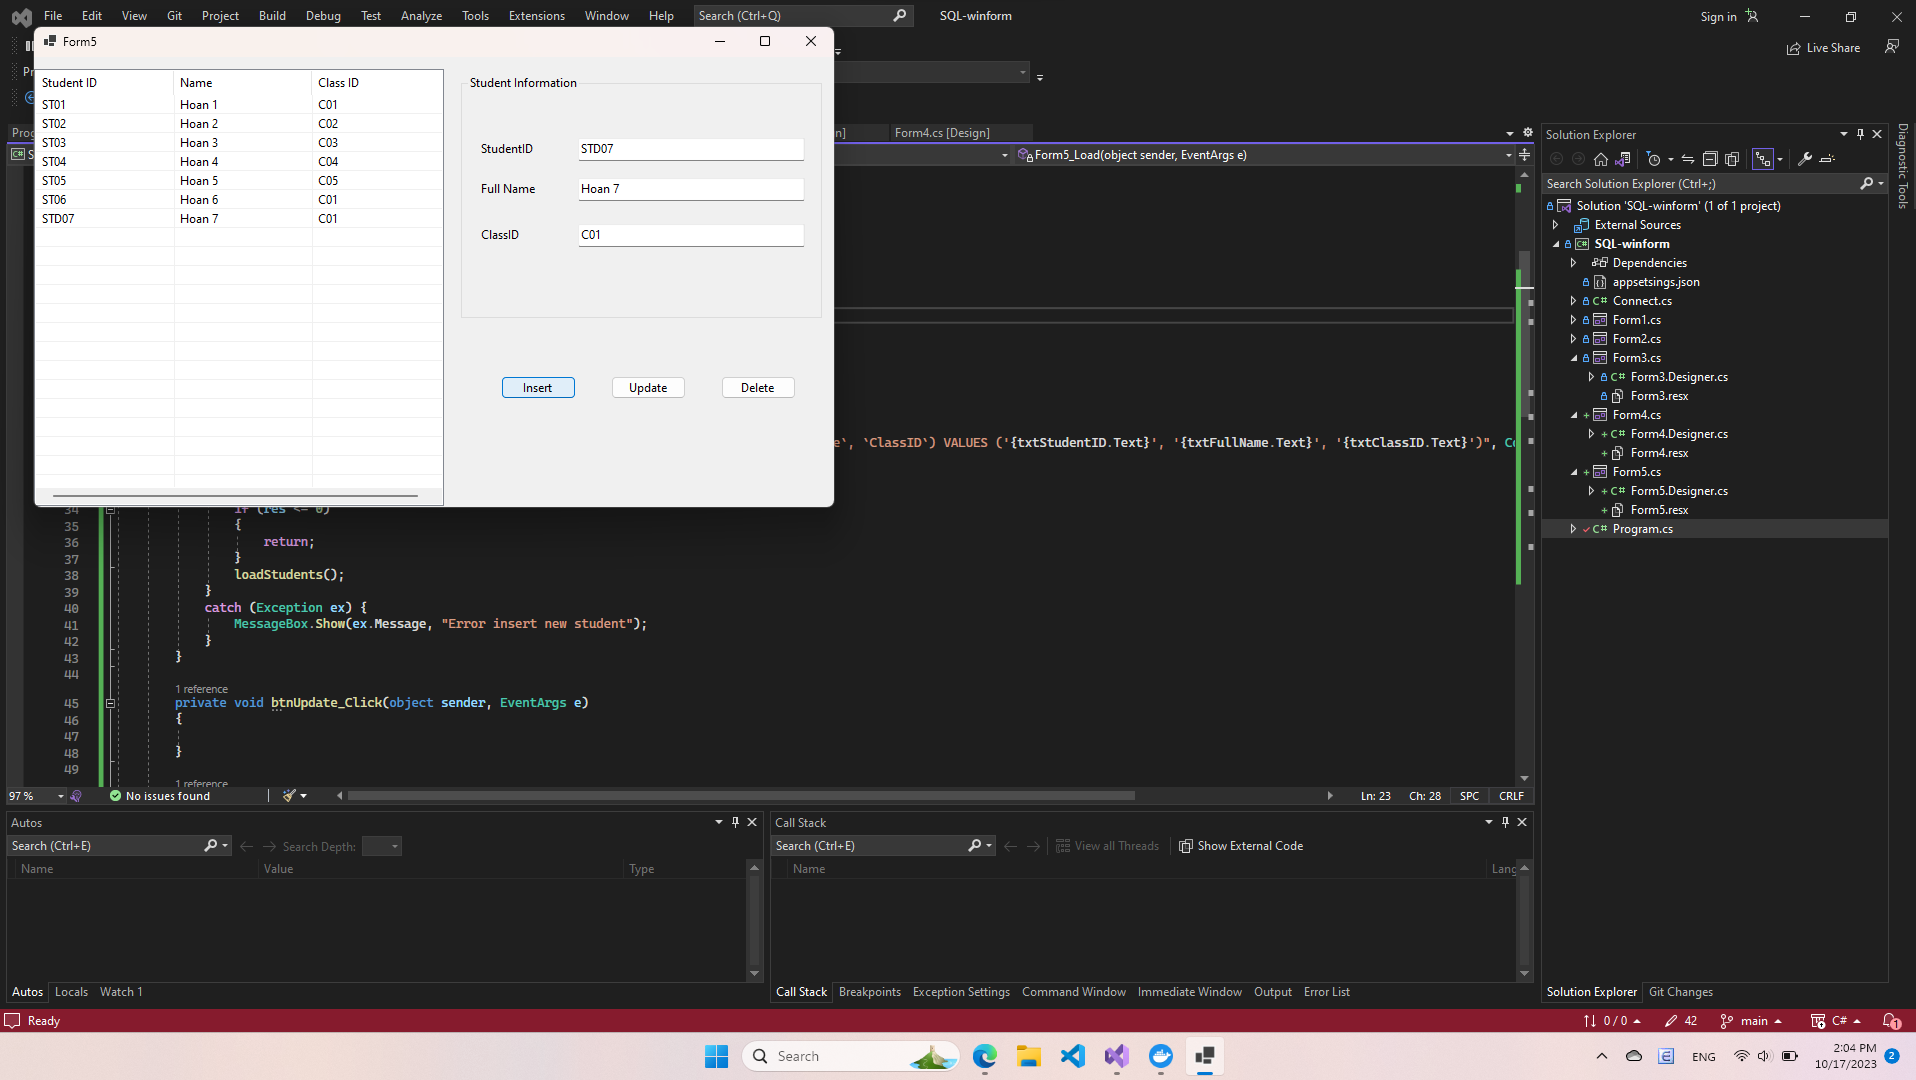 File Edit View Git Project Build Debug Test Analyze Tools Extensions Window Help Search (Ctrl+Q) SQL-winform Sign in
Live Share
Form5
Student ID Name Class ID
ST01 Hoan 1 C01
ST02 Hoan 2 C02
ST03 Hoan 3 C03
ST04 Hoan 4 C04
ST05 Hoan 5 C05
ST06 Hoan 6 C01
STD07 Hoan 7 C01
Student Information
StudentID STD07
Full Name Hoan 7
ClassID C01
Insert Update Delete
Form4.cs [Design]
Form5_Load(object sender, EventArgs e)
`, `ClassID`) VALUES ('{txtStudentID.Text}', '{txtFullName.Text}', '{txtClassID.Text}')",
34 if (res <= 0)
35 {
36 return;
37 }
38 loadStudents();
39 }
40 catch (Exception ex) {
41 MessageBox.Show(ex.Message, "Error insert new student");
42 }
43 }
44
1 reference
45 private void btnUpdate_Click(object sender, EventArgs e)
46 {
47
48 }
49
1 reference
97 % No issues found Ln: 23 Ch: 28 SPC CRLF
Autos
Search (Ctrl+E) Search Depth:
Name Value Type
Autos Locals Watch 1
Call Stack
Search (Ctrl+E) View all Threads Show External Code
Name Lang
Call Stack Breakpoints Exception Settings Command Window Immediate Window Output Error List
Solution Explorer
Search Solution Explorer (Ctrl+;)
Solution 'SQL-winform' (1 of 1 project)
External Sources
SQL-winform
Dependencies
appsetsings.json
C# Connect.cs
Form1.cs
Form2.cs
Form3.cs
C# Form3.Designer.cs
Form3.resx
Form4.cs
C# Form4.Designer.cs
Form4.resx
Form5.cs
C# Form5.Designer.cs
Form5.resx
C# Program.cs
Solution Explorer Git Changes
Diagnostic Tools
Ready 0 / 0 42 main C# 1
Search ENG 2:04 PM 2
10/17/2023